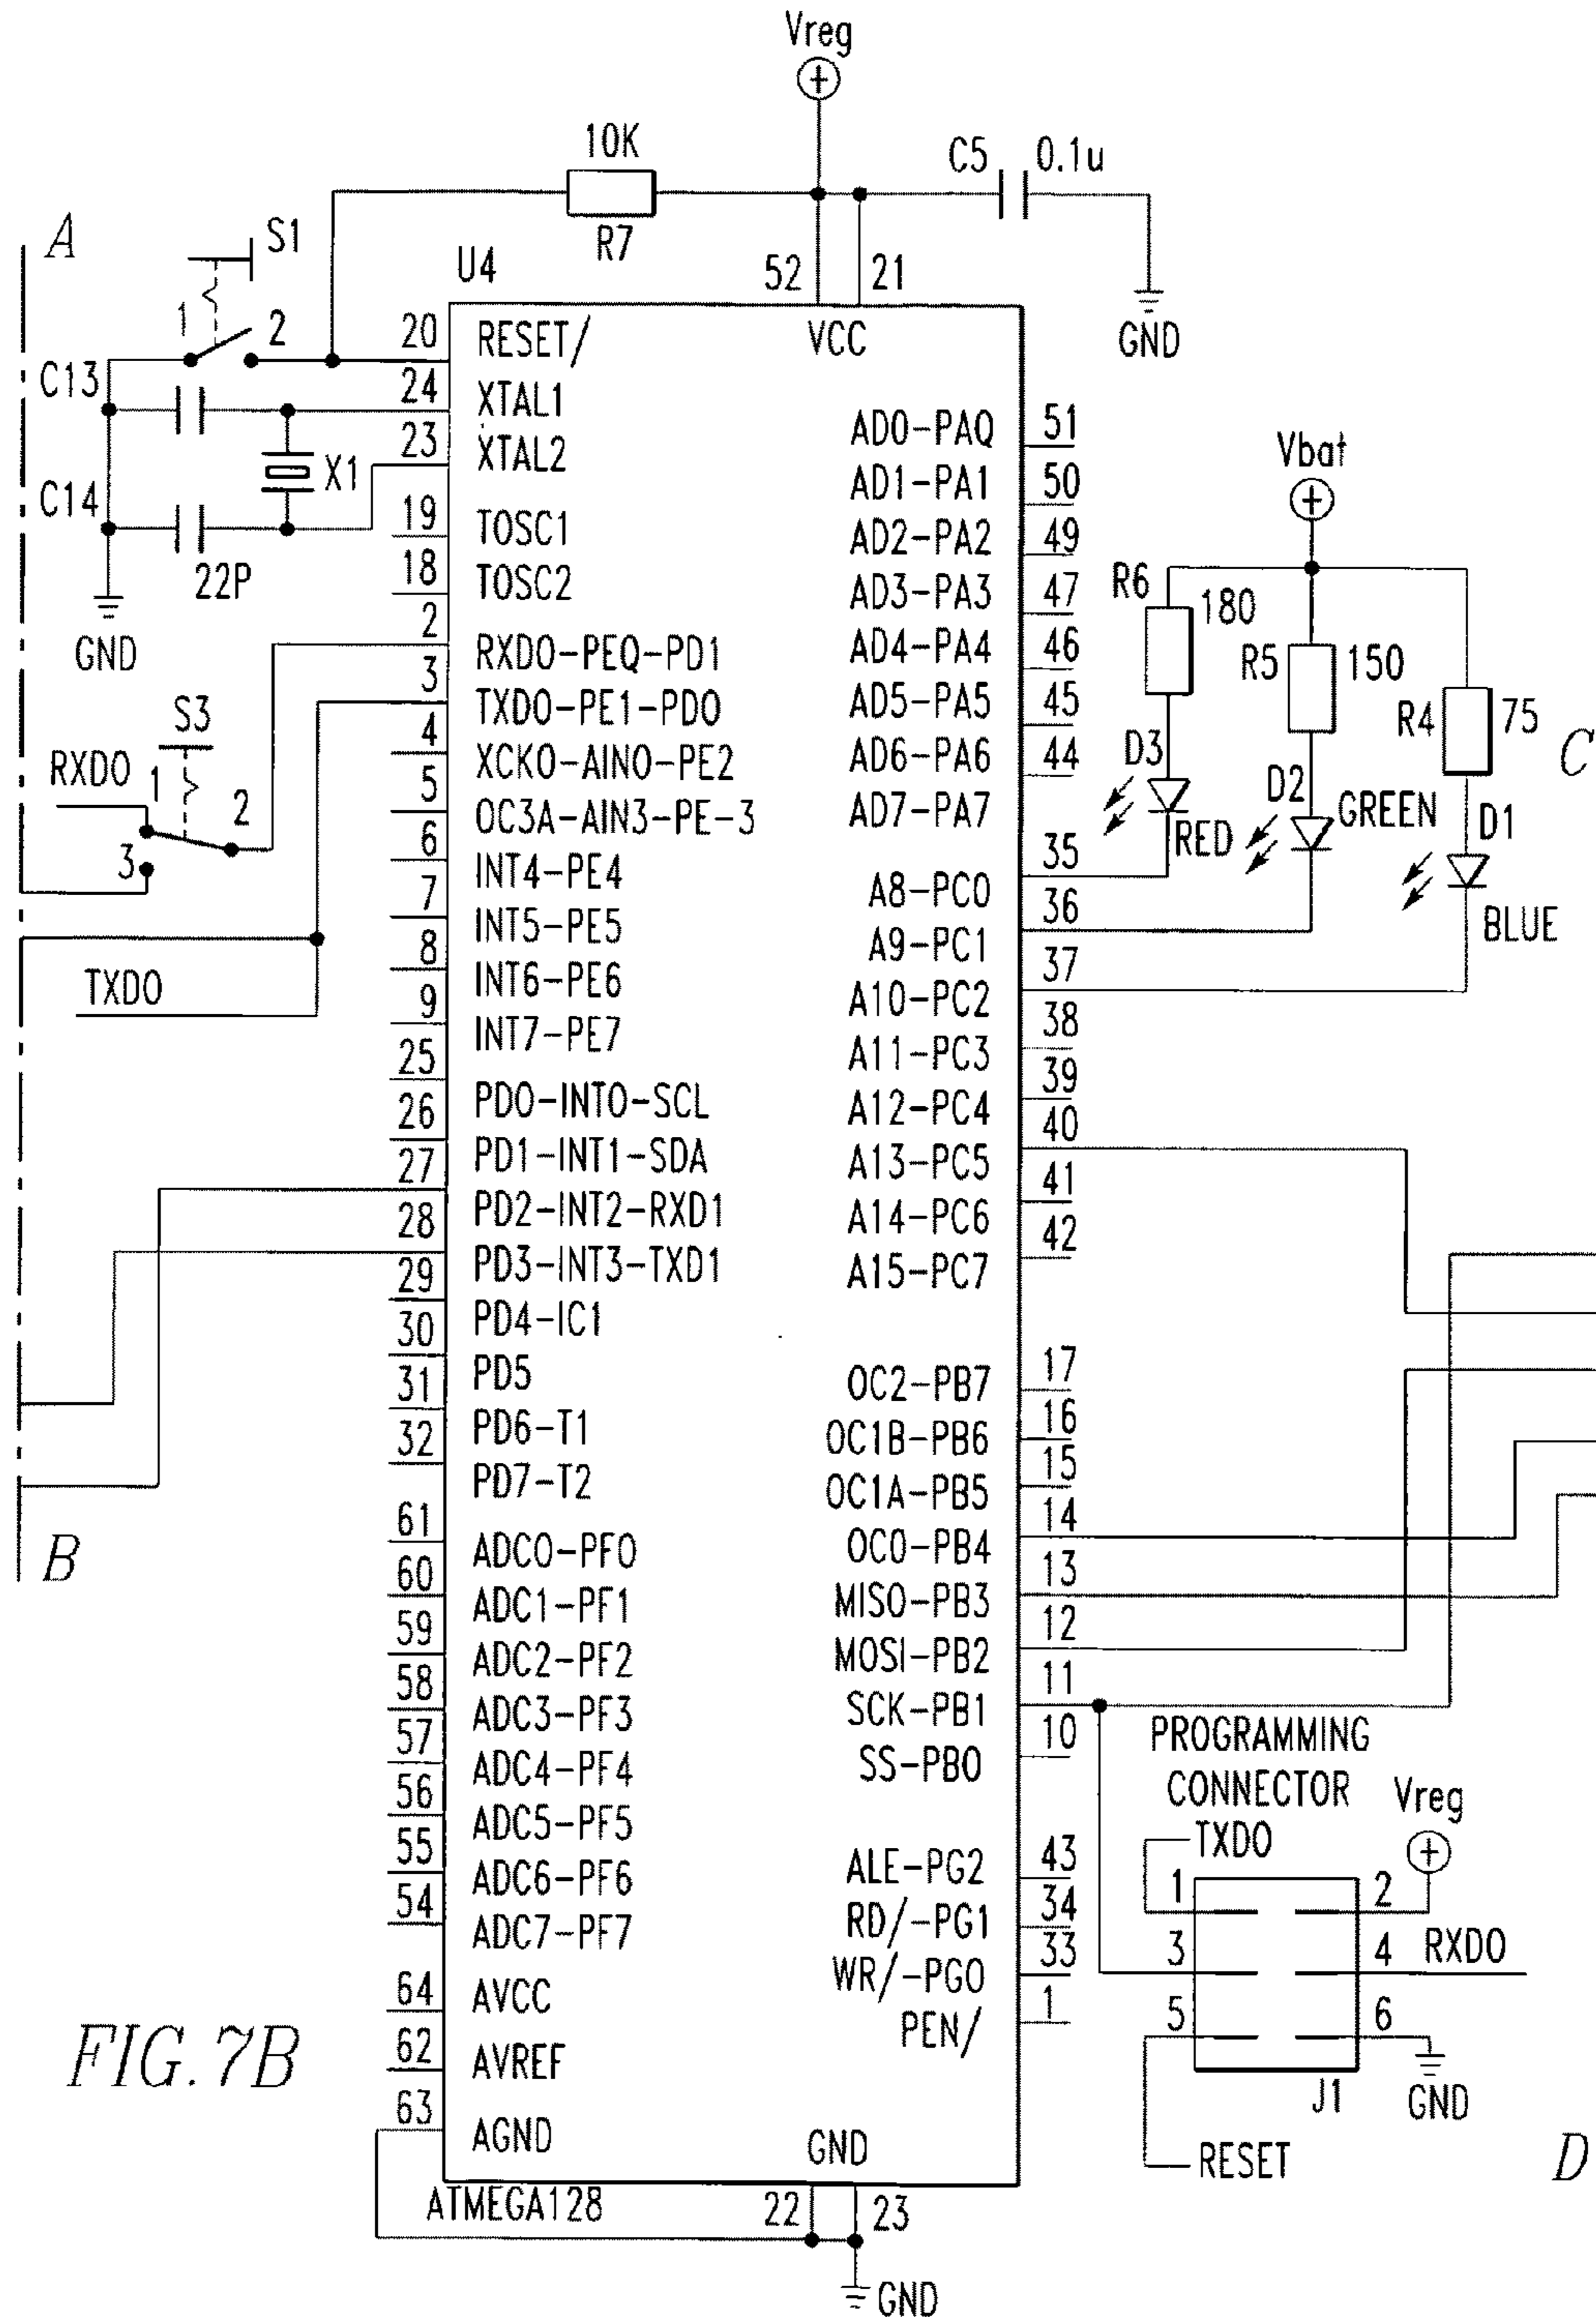 Vreg
10K
C5 0.1u
A
S1
R7
U4
52 21
1 2
20 RESET/
VCC
GND
C13
24 XTAL1
23 XTAL2
X1
C14
22P
GND
19 TOSC1
18 TOSC2
2 RXD0-PEQ-PD1
3 TXD0-PE1-PD0
S3
RXD0
1 2
3
4 XCK0-AIN0-PE2
5 OC3A-AIN3-PE-3
6 INT4-PE4
7 INT5-PE5
8 INT6-PE6
TXD0
9 INT7-PE7
25 PD0-INT0-SCL
26 PD1-INT1-SDA
27 PD2-INT2-RXD1
28 PD3-INT3-TXD1
29 PD4-IC1
30 PD5
31 PD6-T1
32 PD7-T2
B
61 ADC0-PF0
60 ADC1-PF1
59 ADC2-PF2
58 ADC3-PF3
57 ADC4-PF4
56 ADC5-PF5
55 ADC6-PF6
54 ADC7-PF7
64 AVCC
62 AVREF
63 AGND
FIG. 7B
AD0-PAQ 51
AD1-PA1 50
AD2-PA2 49
AD3-PA3 47
AD4-PA4 46
AD5-PA5 45
AD6-PA6 44
AD7-PA7
A8-PC0 35
A9-PC1 36
A10-PC2 37
A11-PC3 38
A12-PC4 39
A13-PC5 40
A14-PC6 41
A15-PC7 42
OC2-PB7 17
OC1B-PB6 16
OC1A-PB5 15
OC0-PB4 14
MISO-PB3 13
MOSI-PB2 12
SCK-PB1 11
SS-PB0 10
ALE-PG2 43
RD/-PG1 34
WR/-PG0 33
PEN/ 1
GND
ATMEGA128
22 23
GND
Vbat
R6 180
R5 150
R4 75
C
D3
RED
D2
GREEN
D1
BLUE
PROGRAMMING
CONNECTOR
Vreg
TXD0
1 2
3 4 RXD0
5 6
J1
GND
RESET
D